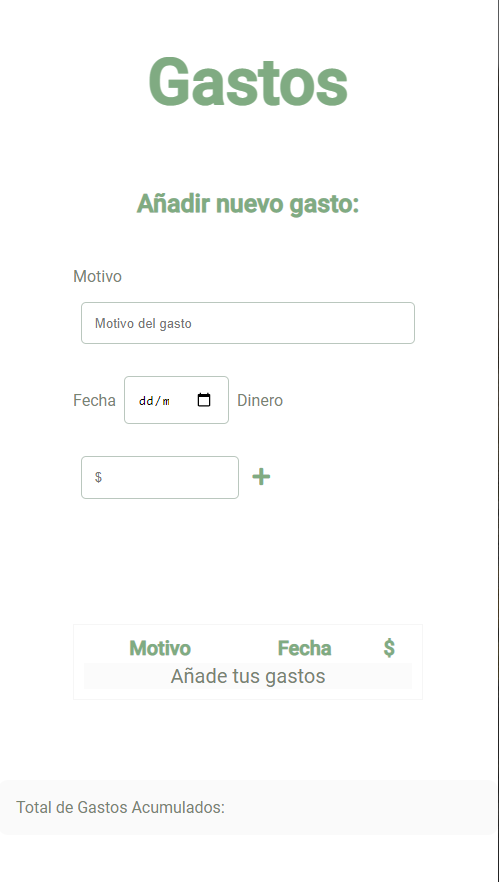 Gastos
Añadir nuevo gasto:
Motivo
Motivo del gasto
Fecha dd/m Dinero
$ +
Motivo Fecha $
Añade tus gastos
Total de Gastos Acumulados: